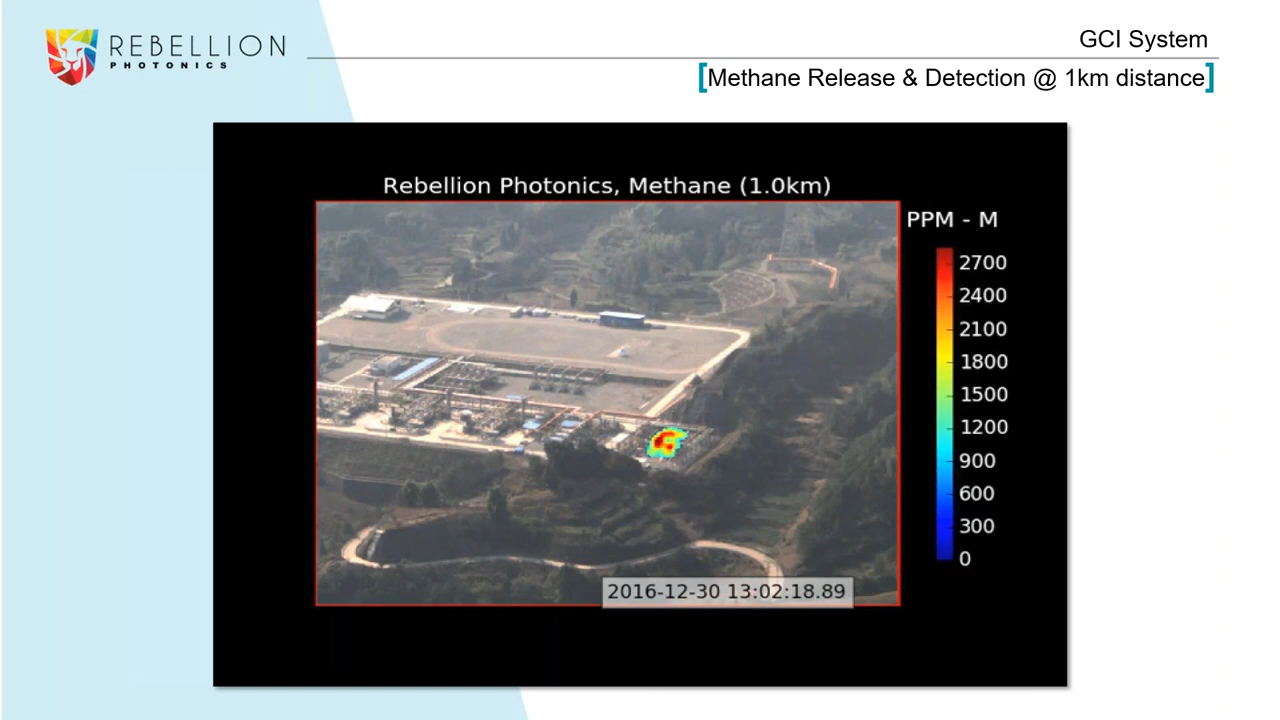 REBELLION
PHOTONICS
GCI System
[Methane Release & Detection @ 1km distance]
Rebellion Photonics, Methane (1.0km)
PPM - M
2700
2400
2100
1800
1500
1200
900
600
300
0
2016-12-30 13:02:18.89